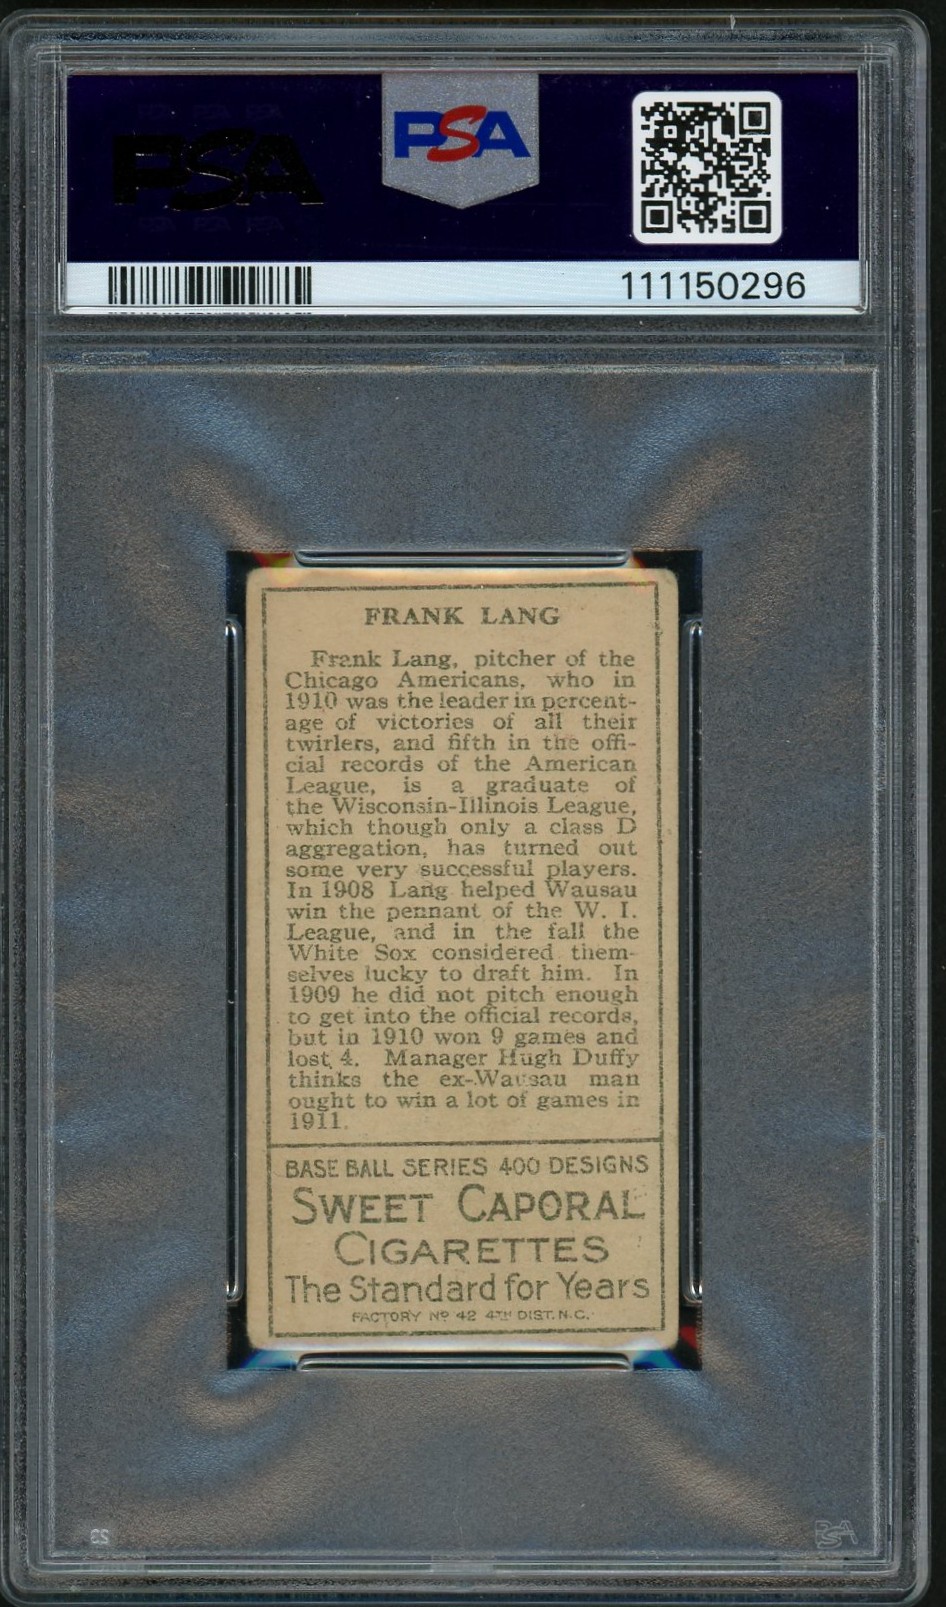 PSA
PSA
111150296
FRANK LANG
Frank Lang, pitcher of the
Chicago Americans, who in
1910 was the leader in percent-
age of victories of all their
twirlers, and fifth in the offi-
cial records of the American
League, is a graduate of
the Wisconsin-Illinois League,
which though only a class D
aggregation, has turned out
some very successful players.
In 1908 Lang helped Wausau
win the pennant of the W. I.
League, and in the fall the
White Sox considered them-
selves lucky to draft him. In
1909 he did not pitch enough
to get into the official records,
but in 1910 won 9 games and
lost 4. Manager Hugh Duffy
thinks the ex-Wausau man
ought to win a lot of games in
1911.
BASE BALL SERIES 400 DESIGNS
SWEET CAPORAL
CIGARETTES
The Standard for Years
FACTORY No 42 4TH DIST. N.C.
23
PSA